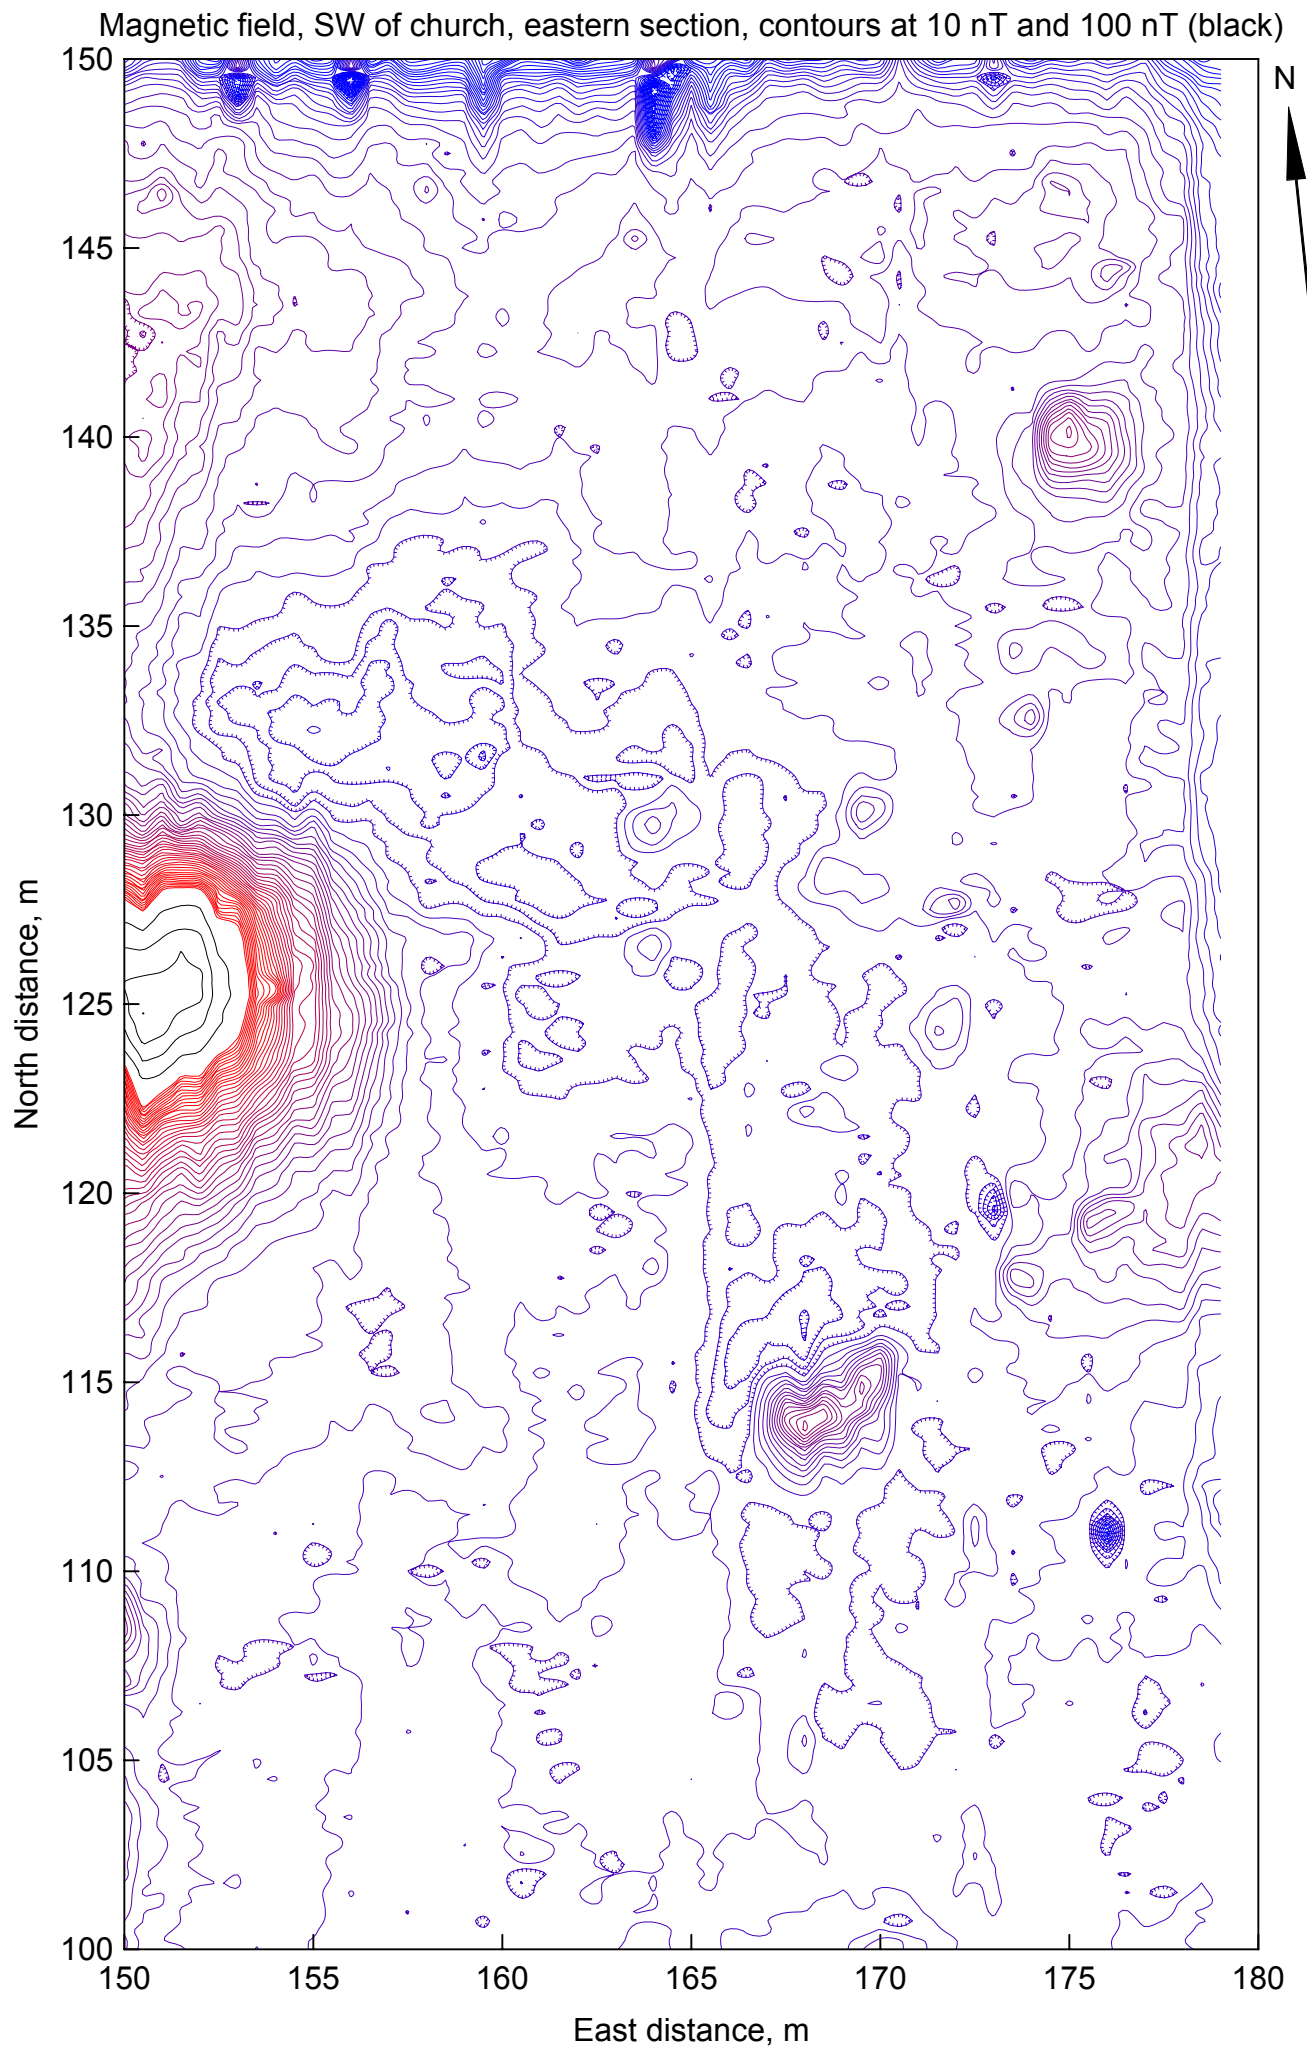 Magnetic field, SW of church, eastern section, contours at 10 nT and 100 nT (black)
N
150
145
140
135
130
125
120
115
110
105
100
North distance, m
150 155 160 165 170 175 180
East distance, m